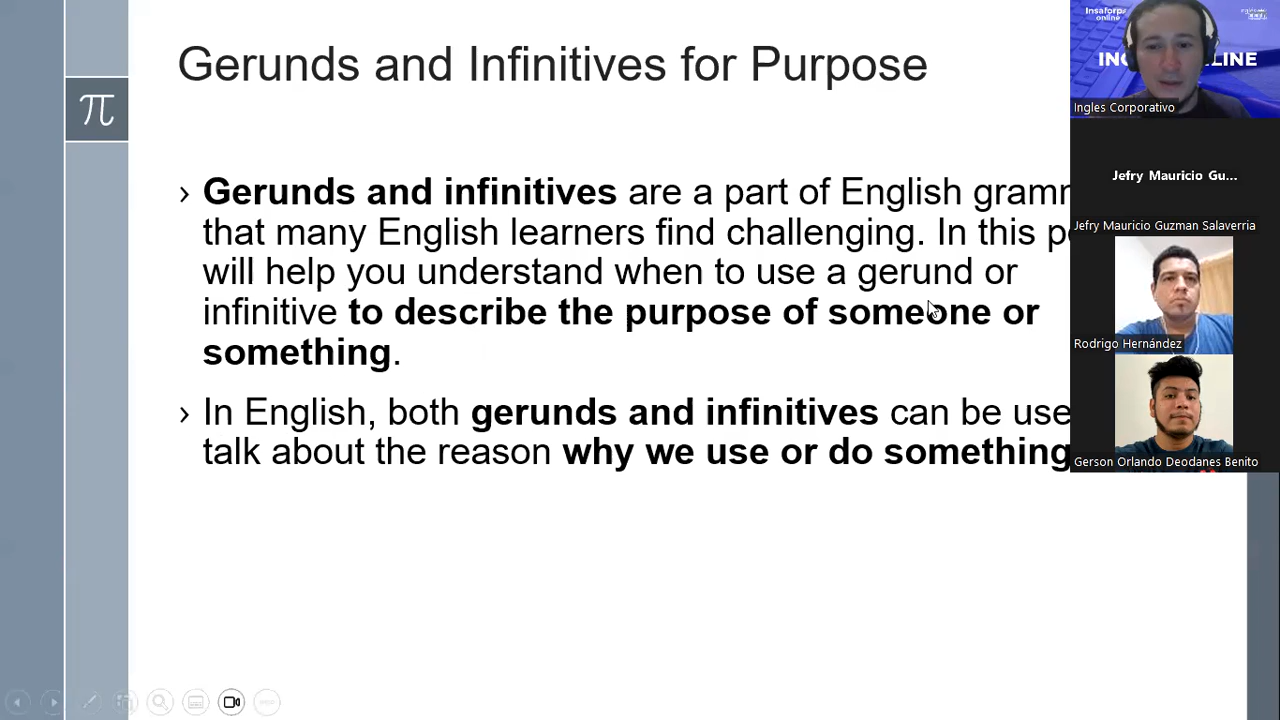 Gerunds and Infinitives for Purpose
π
› Gerunds and infinitives are a part of English gramm
that many English learners find challenging. In this p
will help you understand when to use a gerund or
infinitive to describe the purpose of someone or
something.
› In English, both gerunds and infinitives can be use
talk about the reason why we use or do something
Insaforp
online
LINE
Ingles Corporativo
Jefry Mauricio Gu...
Jefry Mauricio Guzman Salaverria
Rodrigo Hernández
Gerson Orlando Deodanes Benito